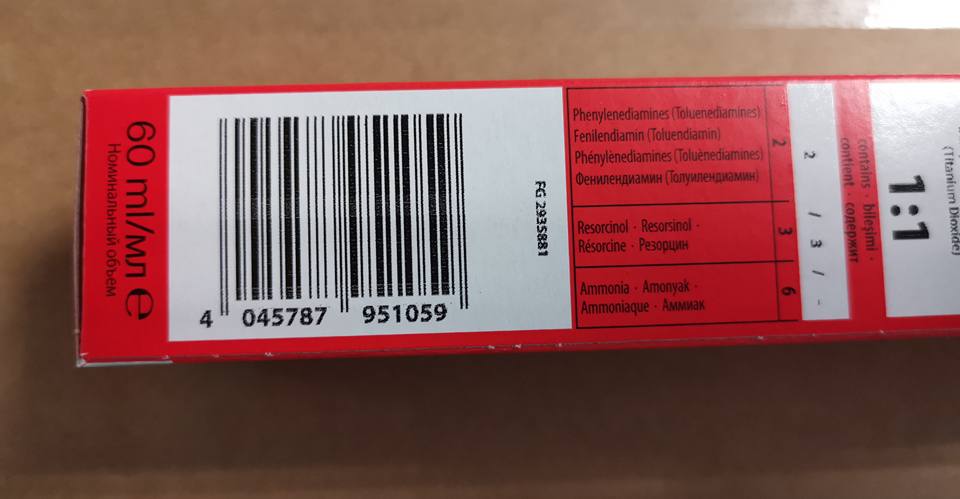 60 ml/мл e
Номинальный объем
4 045787 951059
FG 2935881
Phenylenediamines (Toluenediamines)
Fenilendiamin (Toluendiamin)
Phénylènediamines (Toluènediamines)
Фенилендиамин (Толуилендиамин)
2
Resorcinol · Resorsinol ·
Résorcine · Резорцин
3
Ammonia · Amonyak ·
Ammoniaque · Аммиак
6
2 / 3 / -
contains · bileşimi ·
contient · содержит
1:1
(Titanium Dioxide)